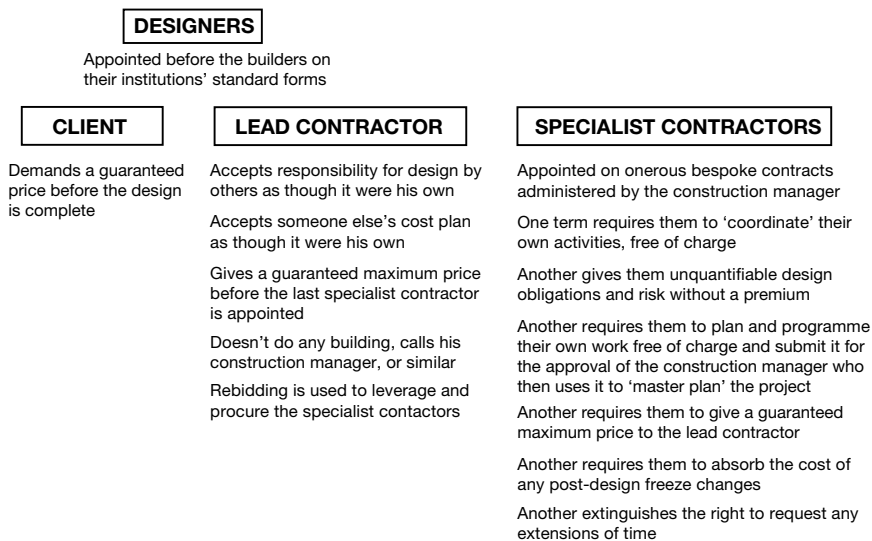 DESIGNERS
Appointed before the builders on
their institutions’ standard forms
CLIENT
Demands a guaranteed
price before the design
is complete
LEAD CONTRACTOR
Accepts responsibility for design by
others as though it were his own
Accepts someone else’s cost plan
as though it were his own
Gives a guaranteed maximum price
before the last specialist contractor
is appointed
Doesn’t do any building, calls his
construction manager, or similar
Rebidding is used to leverage and
procure the specialist contactors
SPECIALIST CONTRACTORS
Appointed on onerous bespoke contracts
administered by the construction manager
One term requires them to ‘coordinate’ their
own activities, free of charge
Another gives them unquantifiable design
obligations and risk without a premium
Another requires them to plan and programme
their own work free of charge and submit it for
the approval of the construction manager who
then uses it to ‘master plan’ the project
Another requires them to give a guaranteed
maximum price to the lead contractor
Another requires them to absorb the cost of
any post-design freeze changes
Another extinguishes the right to request any
extensions of time